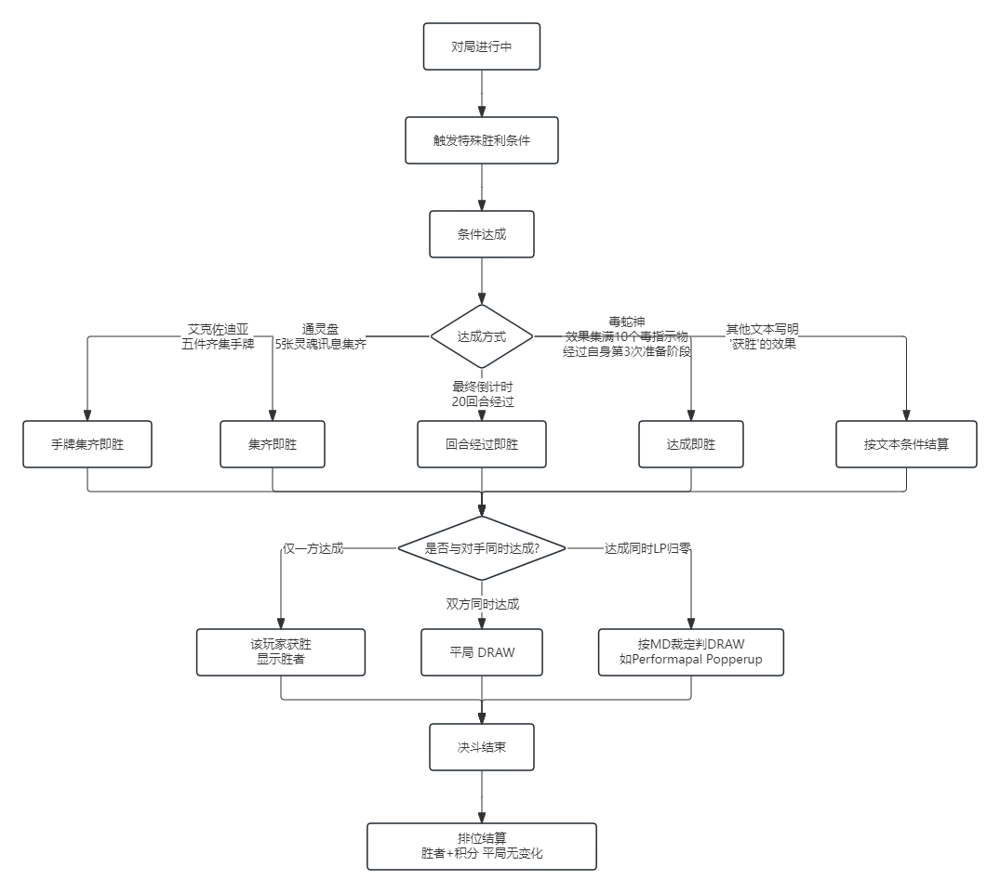 对局进行中
触发特殊胜利条件
条件达成
达成方式
艾克佐迪亚
五件齐集手牌
通灵盘
5张灵魂讯息集齐
最终倒计时
20回合经过
毒蛇神
效果集满10个毒指示物
经过自身第3次准备阶段
其他文本写明
'获胜'的效果
手牌集齐即胜
集齐即胜
回合经过即胜
达成即胜
按文本条件结算
是否与对手同时达成?
仅一方达成
双方同时达成
达成同时LP归零
该玩家获胜
显示胜者
平局 DRAW
按MD裁定判DRAW
如Performapal Popperup
决斗结束
排位结算
胜者+积分 平局无变化